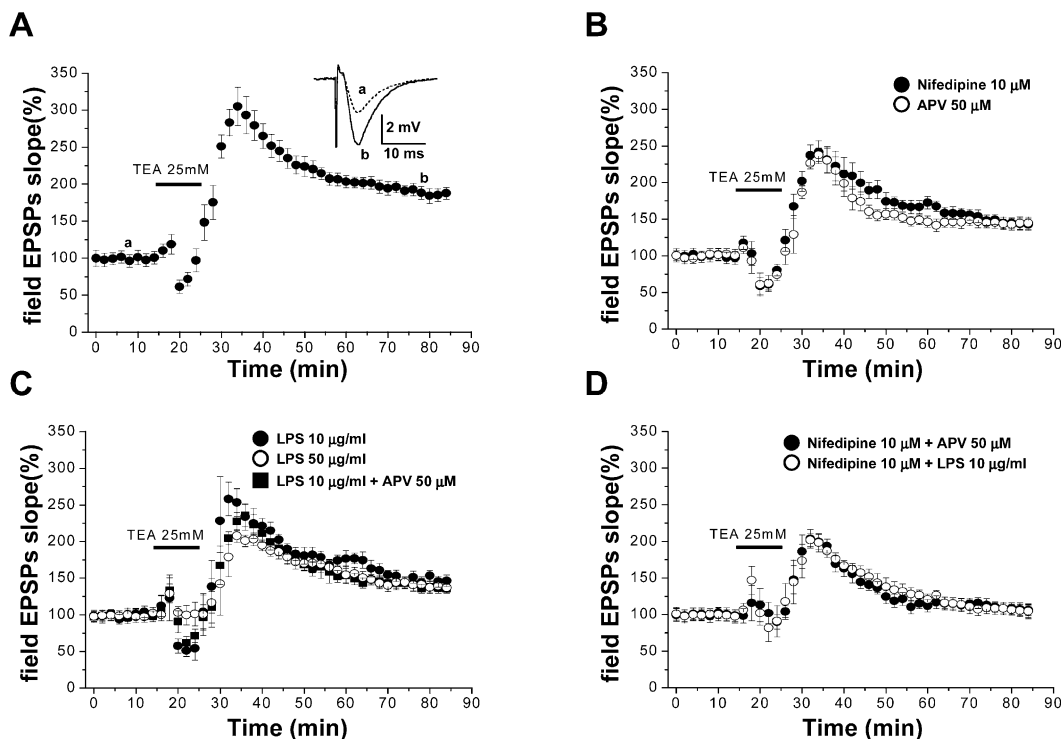 A
field EPSPs slope(%)
350
300
250
200
150
100
50
0
TEA 25mM
a
b
a
b
2 mV
10 ms
0 10 20 30 40 50 60 70 80 90
Time (min)
B
field EPSPs slope(%)
350
300
250
200
150
100
50
0
Nifedipine 10 μM
APV 50 μM
TEA 25mM
0 10 20 30 40 50 60 70 80 90
Time (min)
C
field EPSPs slope(%)
350
300
250
200
150
100
50
0
LPS 10 μg/ml
LPS 50 μg/ml
LPS 10 μg/ml + APV 50 μM
TEA 25mM
0 10 20 30 40 50 60 70 80 90
Time (min)
D
field EPSPs slope(%)
350
300
250
200
150
100
50
0
Nifedipine 10 μM + APV 50 μM
Nifedipine 10 μM + LPS 10 μg/ml
TEA 25mM
0 10 20 30 40 50 60 70 80 90
Time (min)